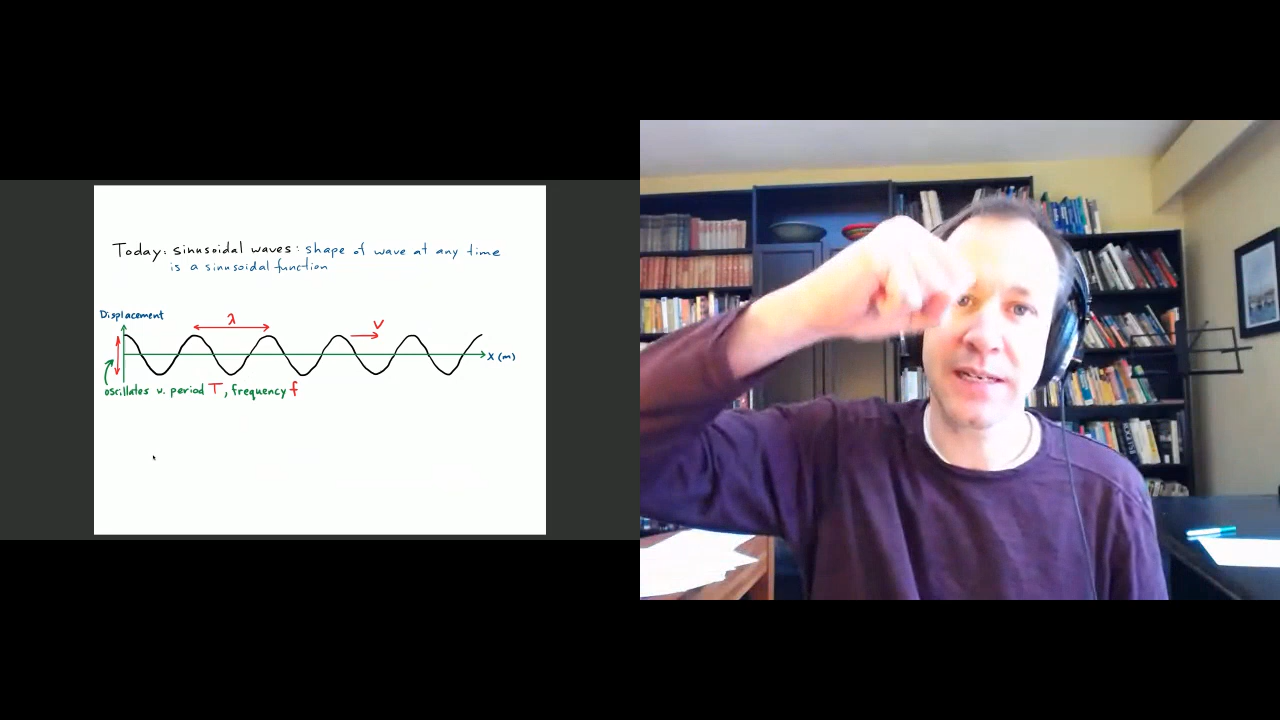 Today: sinusoidal waves: shape of wave at any time
is a sinusoidal function
Displacement
λ
v
x (m)
oscillates w. period T, frequency f